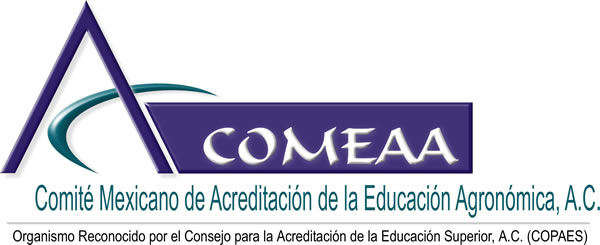 COMEAA
Comité Mexicano de Acreditación de la Educación Agronómica, A.C.
Organismo Reconocido por el Consejo para la Acreditación de la Educación Superior, A.C. (COPAES)